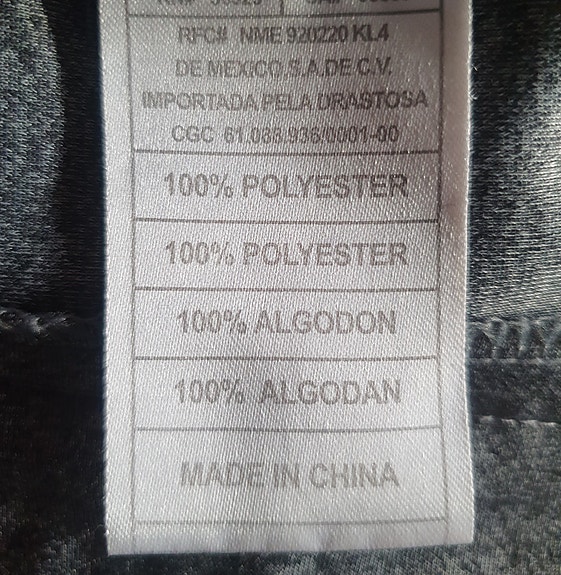 RFC# NME 920220 KL4
DE MEXICO,S.A.DE C.V.
IMPORTADA PELA DRASTOSA
CGC 61.088.936/0001-00
100% POLYESTER
100% POLYESTER
100% ALGODON
100% ALGODAN
MADE IN CHINA